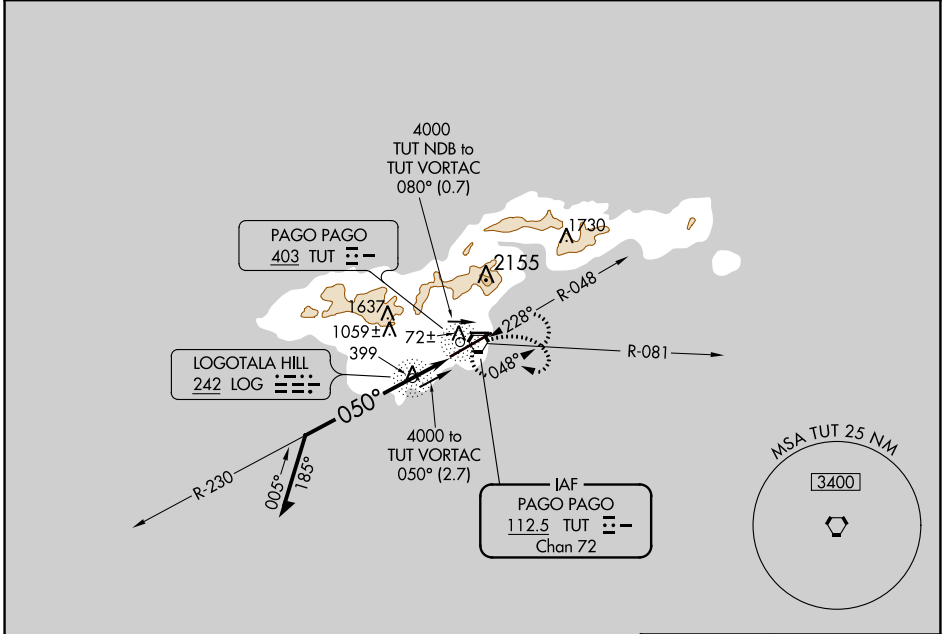 4000
TUT NDB to
TUT VORTAC
080° (0.7)
PAGO PAGO
403 TUT
1730
2155
R-048
1637
1059±
72±
228°
399
R-081
048°
LOGOTALA HILL
242 LOG
050°
4000 to
TUT VORTAC
050° (2.7)
R-230
005°
185°
IAF
PAGO PAGO
112.5 TUT
Chan 72
MSA TUT 25 NM
3400